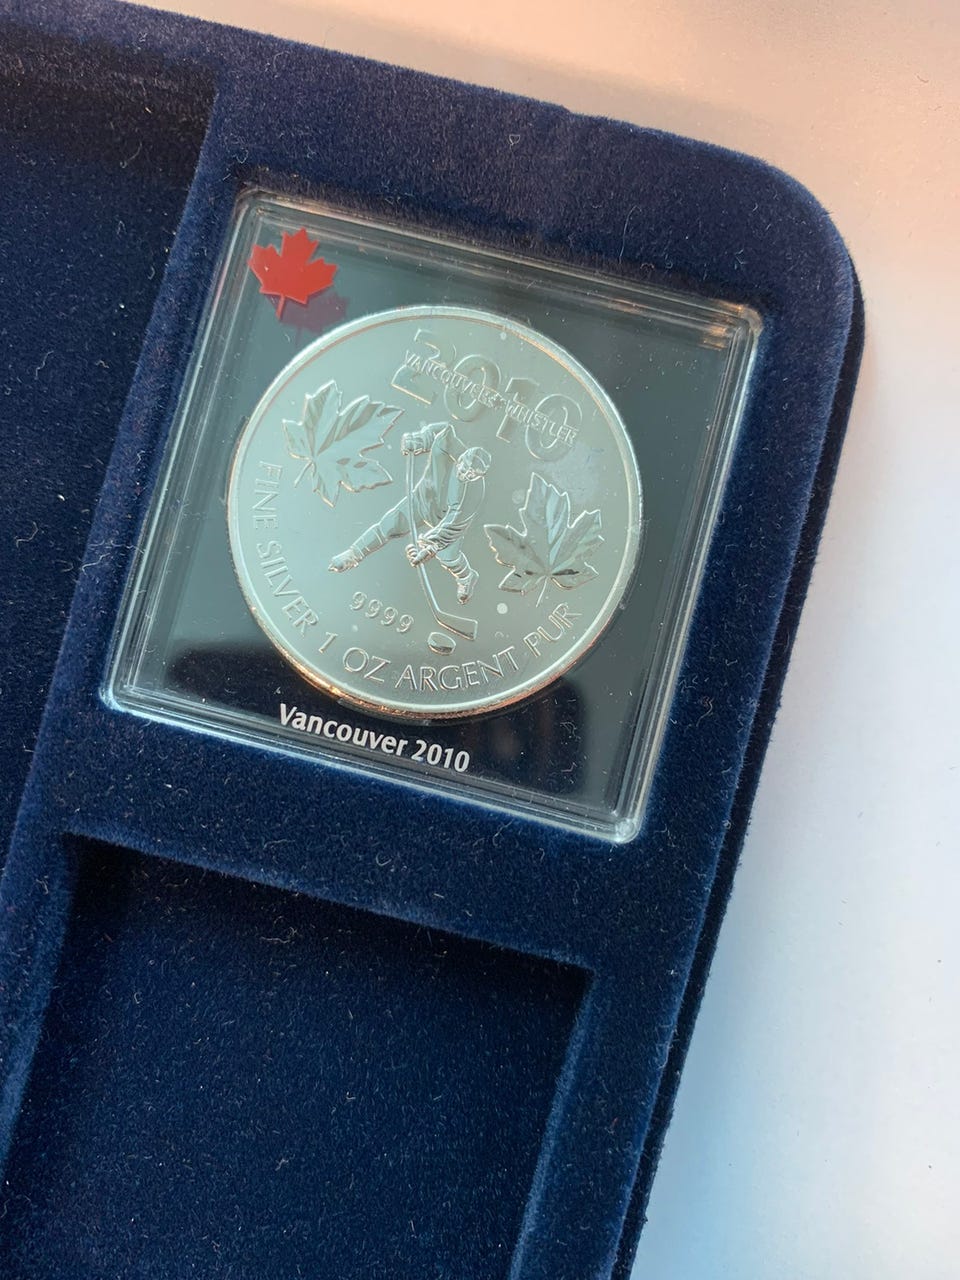 2010
VANCOUVER WHISTLER
9999
FINE SILVER 1 OZ ARGENT PUR
Vancouver 2010